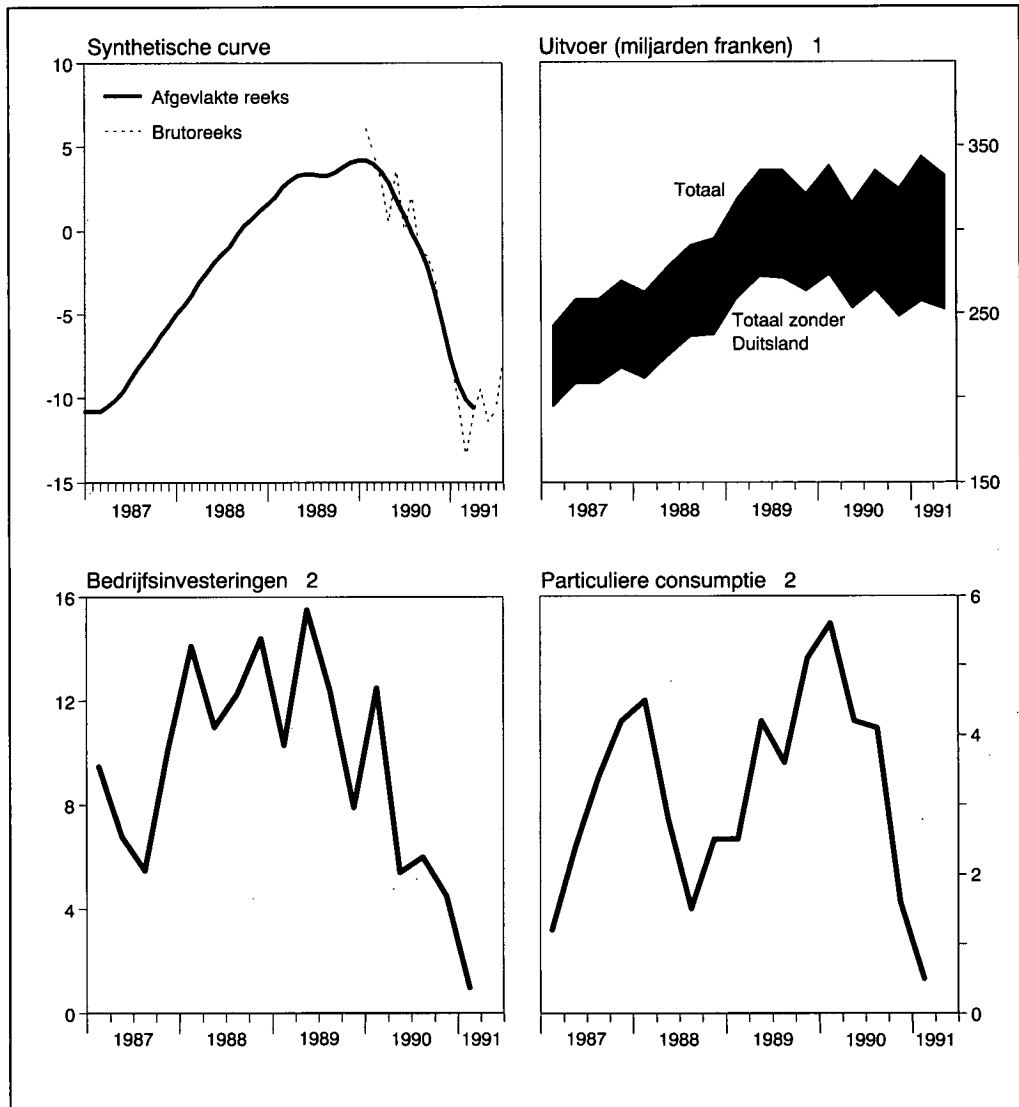 Synthetische curve
10
5
0
-5
-10
-15
Afgevlakte reeks
Brutoreeks
1987 1988 1989 1990 1991
Uitvoer (miljarden franken) 1
350
250
150
Totaal
Totaal zonder
Duitsland
1987 1988 1989 1990 1991
Bedrijfsinvesteringen 2
16
12
8
4
0
1987 1988 1989 1990 1991
Particuliere consumptie 2
6
4
2
0
1987 1988 1989 1990 1991